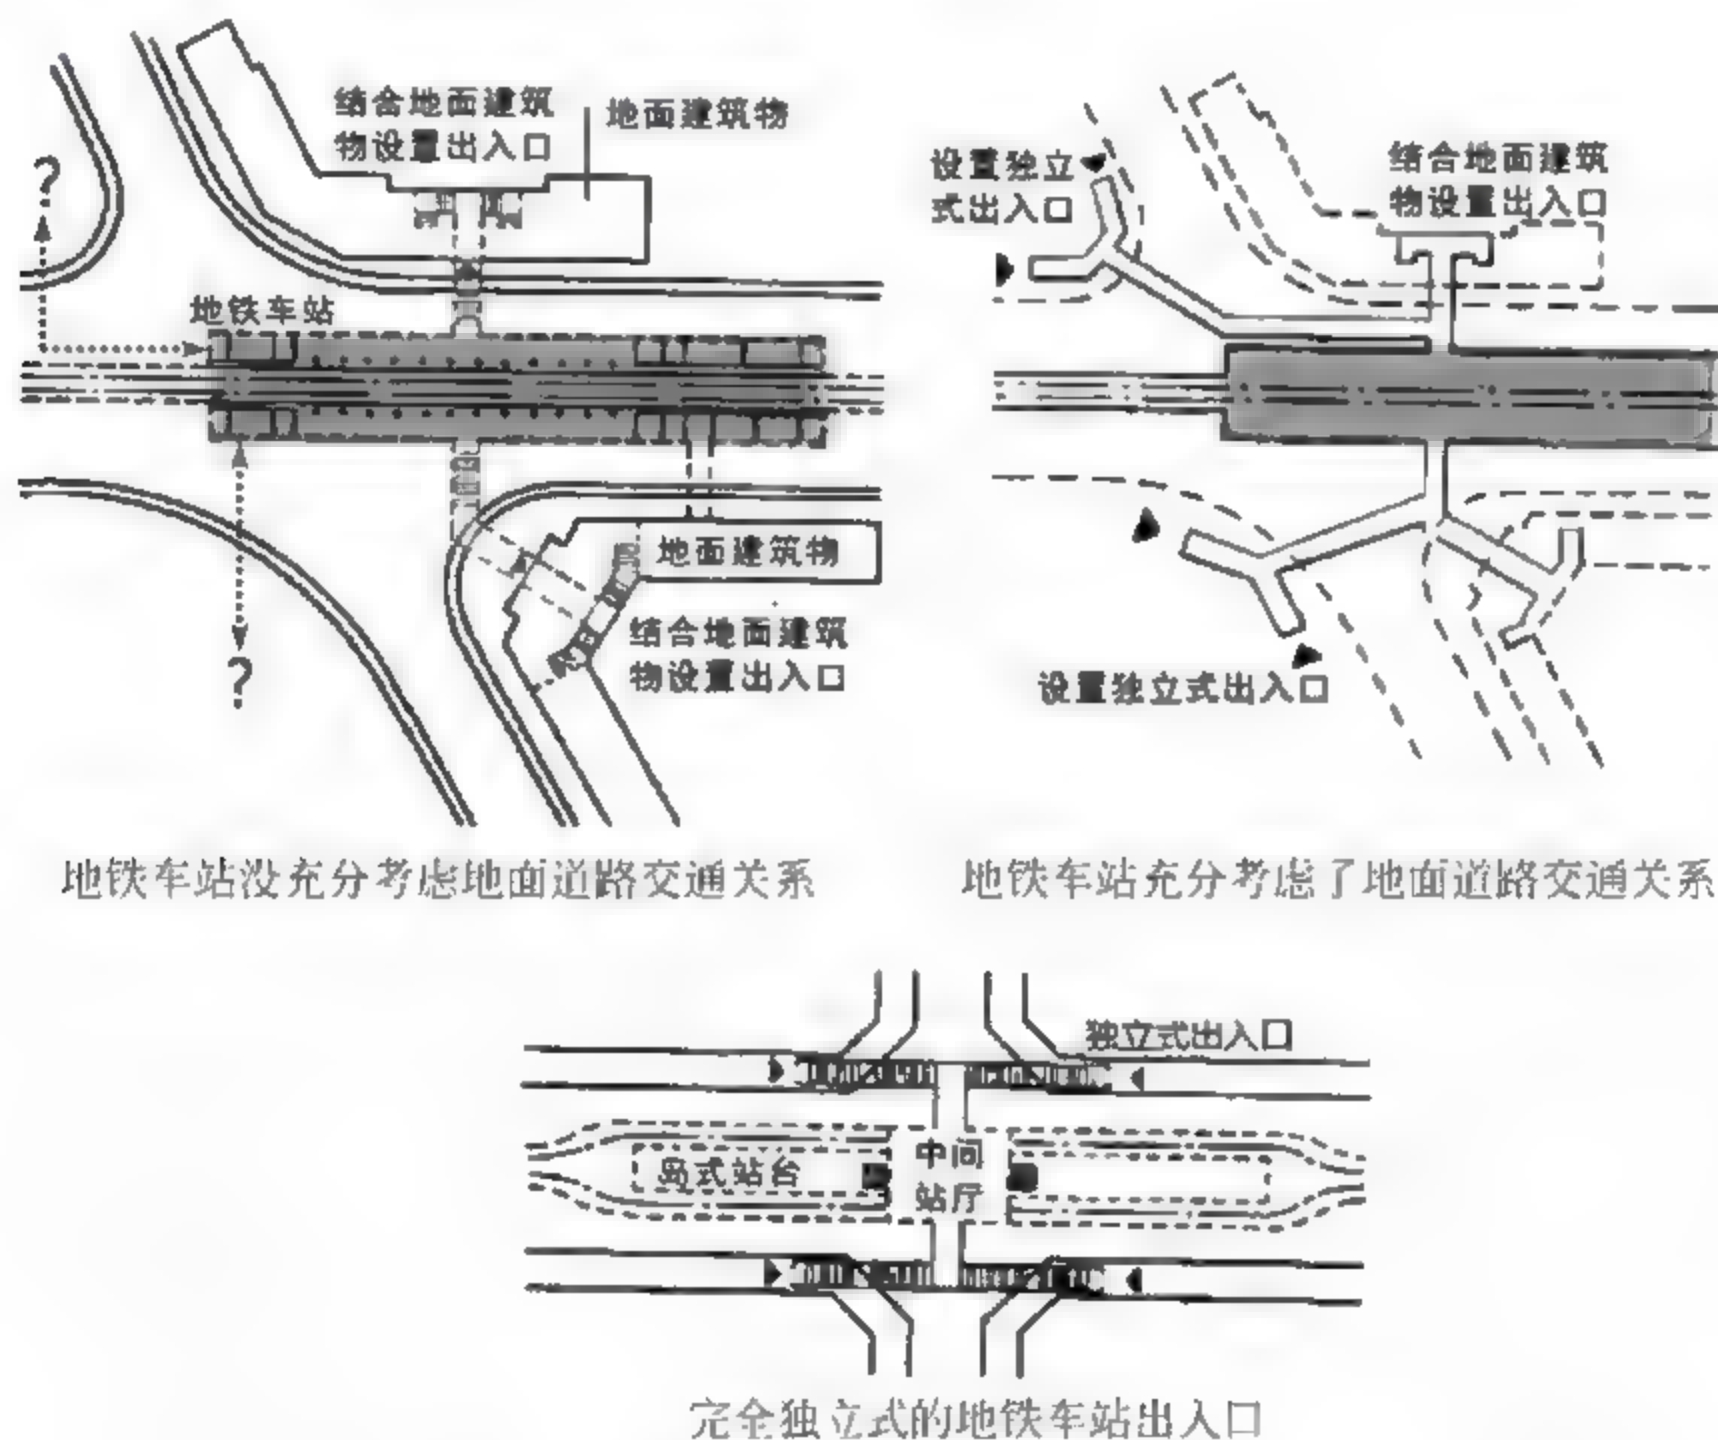 结合地面建筑
物设置出入口
地面建筑物
?
地铁车站
地面建筑物
结合地面建筑
物设置出入口
?
地铁车站没充分考虑地面道路交通关系
设置独立
式出入口
结合地面建筑
物设置出入口
设置独立式出入口
地铁车站充分考虑了地面道路交通关系
独立式出入口
岛式站台
中间
站厅
完全独立式的地铁车站出入口